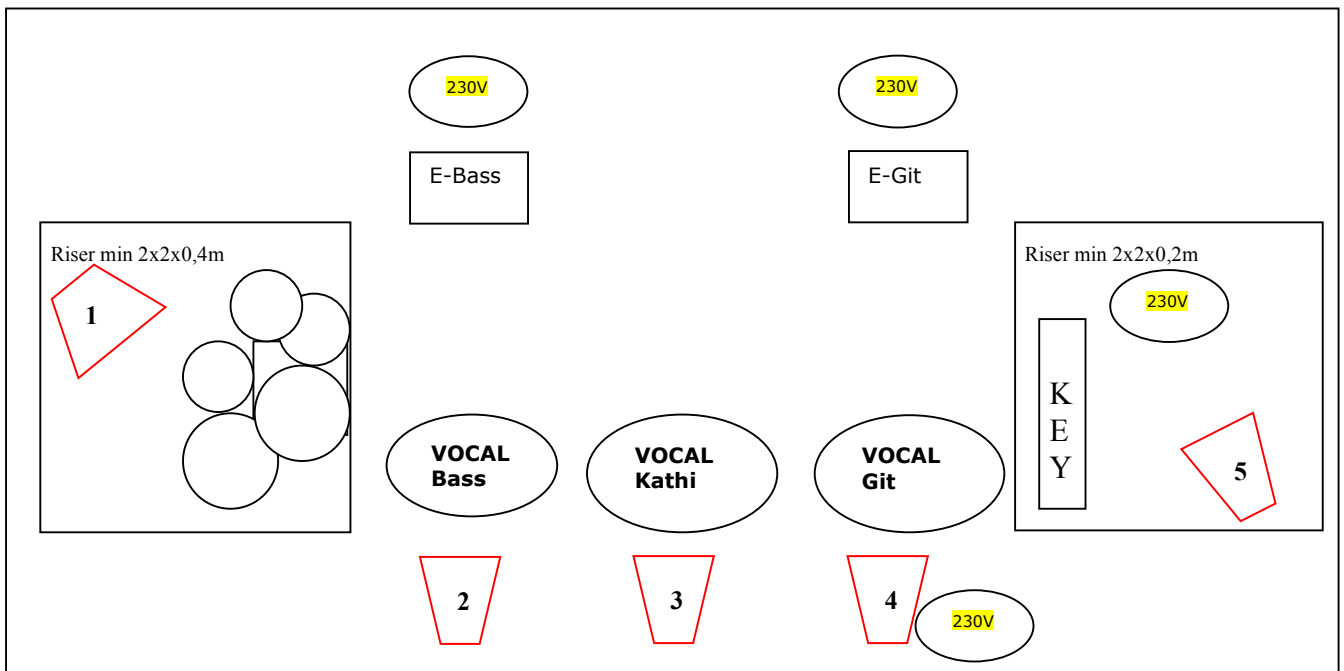 230V
230V
E-Bass
E-Git
Riser min 2x2x0,4m
Riser min 2x2x0,2m
230V
1
K
E
Y
VOCAL
Bass
VOCAL
Kathi
VOCAL
Git
5
2
3
4
230V